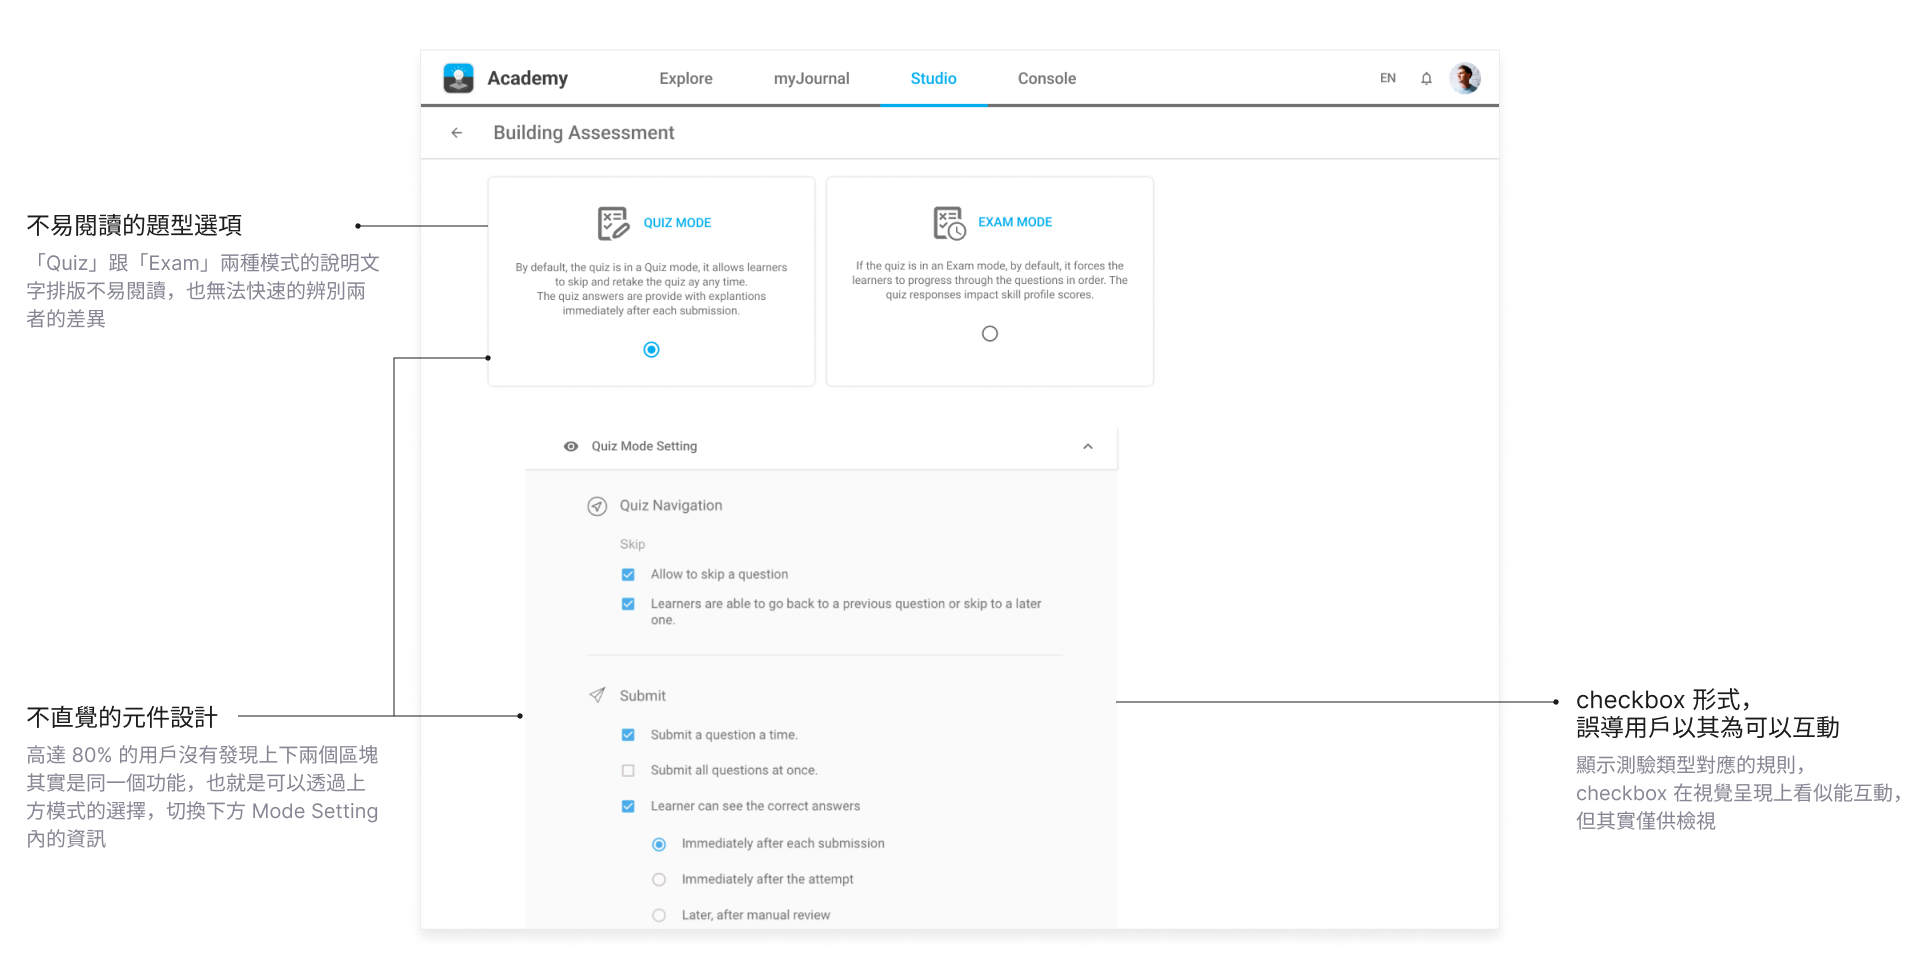 Academy
Explore
myJournal
Studio
Console
EN
Building Assessment
QUIZ MODE
By default, the quiz is in a Quiz mode, it allows learners
to skip and retake the quiz ay any time.
The quiz answers are provide with explantions
immediately after each submission.
EXAM MODE
If the quiz is in an Exam mode, by default, it forces the
learners to progress through the questions in order. The
quiz responses impact skill profile scores.
不易閱讀的題型選項
「Quiz」跟「Exam」兩種模式的說明文
字排版不易閱讀，也無法快速的辨別兩
者的差異
Quiz Mode Setting
Quiz Navigation
Skip
Allow to skip a question
Learners are able to go back to a previous question or skip to a later
one.
Submit
Submit a question a time.
Submit all questions at once.
Learner can see the correct answers
Immediately after each submission
Immediately after the attempt
Later, after manual review
不直覺的元件設計
高達 80% 的用戶沒有發現上下兩個區塊
其實是同一個功能，也就是可以透過上
方模式的選擇，切換下方 Mode Setting
內的資訊
checkbox 形式，
誤導用戶以其為可以互動
顯示測驗類型對應的規則，
checkbox 在視覺呈現上看似能互動，
但其實僅供檢視